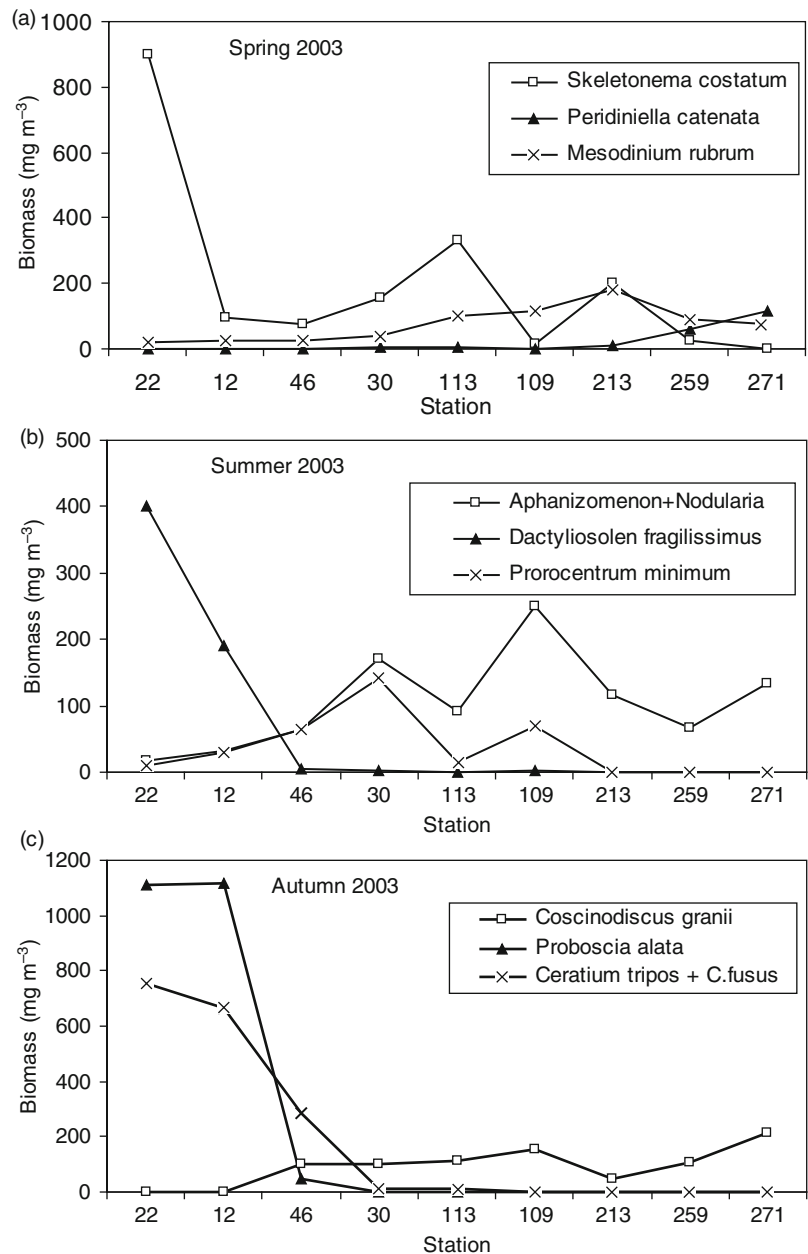 (a)
Spring 2003
Biomass (mg m⁻³)
1000
800
600
400
200
0
Skeletonema costatum
Peridiniella catenata
Mesodinium rubrum
22 12 46 30 113 109 213 259 271
Station
(b)
Summer 2003
Biomass (mg m⁻³)
500
400
300
200
100
0
Aphanizomenon+Nodularia
Dactyliosolen fragilissimus
Prorocentrum minimum
22 12 46 30 113 109 213 259 271
Station
(c)
Autumn 2003
Biomass (mg m⁻³)
1200
1000
800
600
400
200
0
Coscinodiscus granii
Proboscia alata
Ceratium tripos + C.fusus
22 12 46 30 113 109 213 259 271
Station